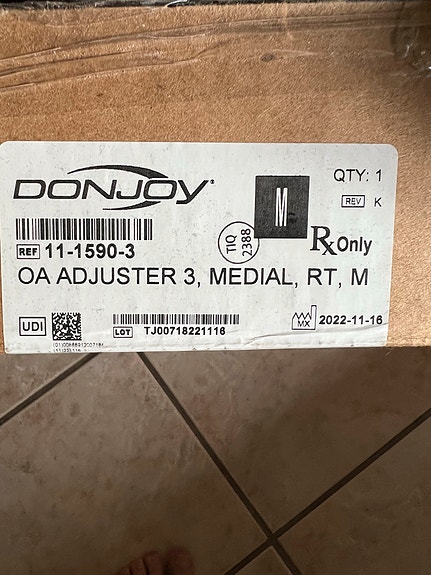 DONJOY®
M
QTY: 1
REV K
REF 11-1590-3
TIQ
2388
Rx Only
OA ADJUSTER 3, MEDIAL, RT, M
UDI
LOT TJ00718221116
MX
2022-11-16